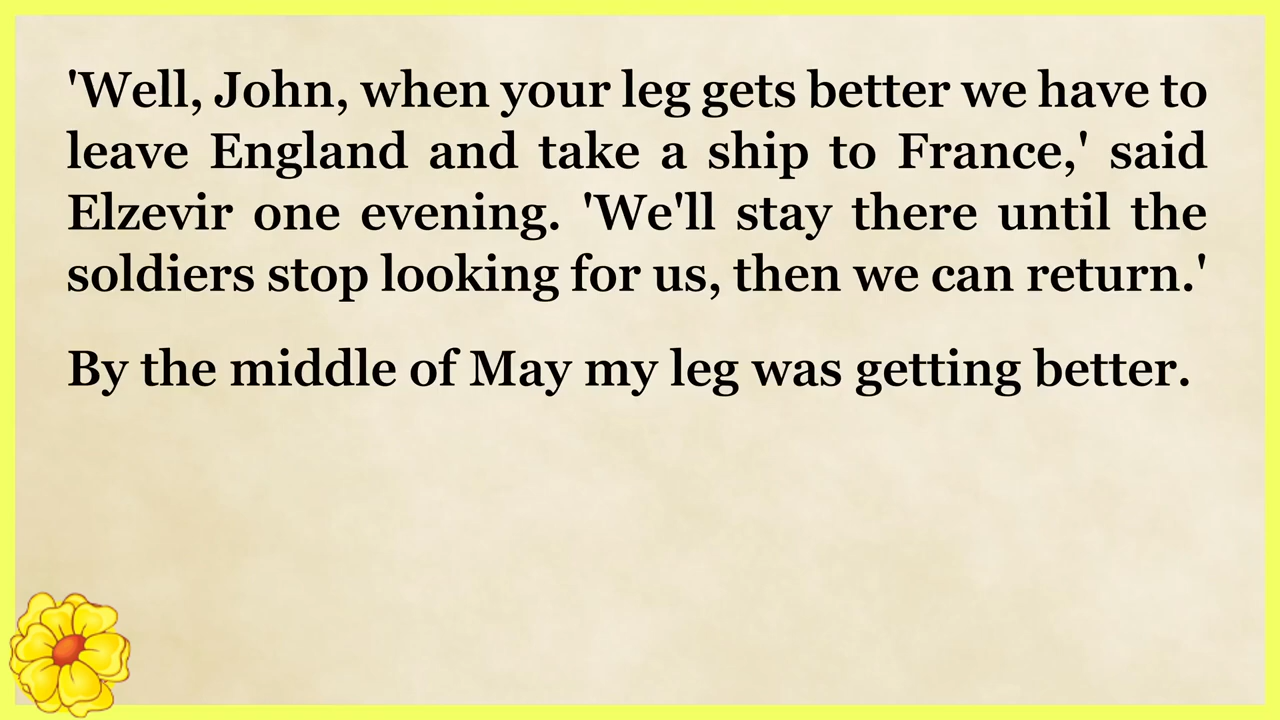 'Well, John, when your leg gets better we have to
leave England and take a ship to France,' said
Elzevir one evening. 'We'll stay there until the
soldiers stop looking for us, then we can return.'
By the middle of May my leg was getting better.